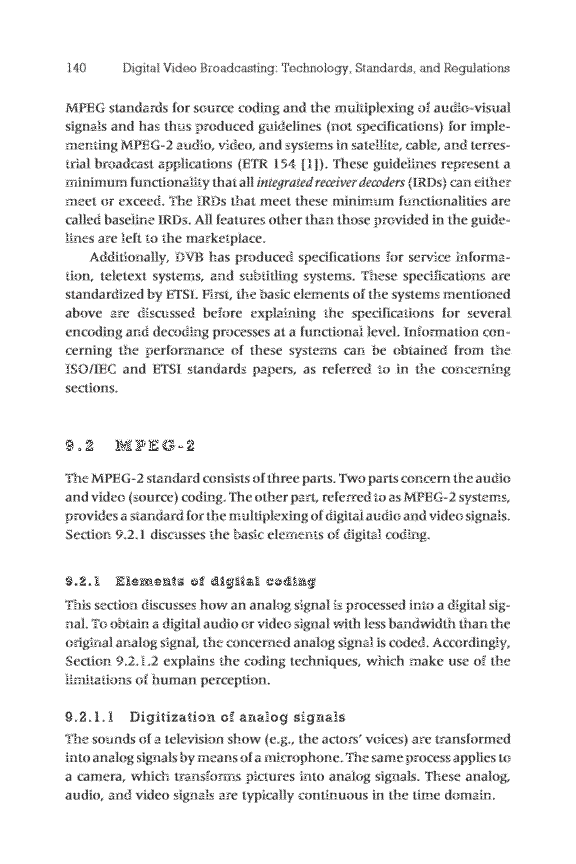 140 Digital Video Broadcasting: Technology, Standards, and Regulations
MPEG standards for source coding and the multiplexing of audio-visual
signals and has thus produced guidelines (not specifications) for imple-
menting MPEG-2 audio, video, and systems in satellite, cable, and terres-
trial broadcast applications (ETR 154 [1]). These guidelines represent a
minimum functionality that all integrated receiver decoders (IRDs) can either
meet or exceed. The IRDs that meet these minimum functionalities are
called baseline IRDs. All features other than those provided in the guide-
lines are left to the marketplace.
Additionally, DVB has produced specifications for service informa-
tion, teletext systems, and subtitling systems. These specifications are
standardized by ETSI. First, the basic elements of the systems mentioned
above are discussed before explaining the specifications for several
encoding and decoding processes at a functional level. Information con-
cerning the performance of these systems can be obtained from the
ISO/IEC and ETSI standards papers, as referred to in the concerning
sections.
9.2 MPEG-2
The MPEG-2 standard consists of three parts. Two parts concern the audio
and video (source) coding. The other part, referred to as MPEG-2 systems,
provides a standard for the multiplexing of digital audio and video signals.
Section 9.2.1 discusses the basic elements of digital coding.
9.2.1 Elements of digital coding
This section discusses how an analog signal is processed into a digital sig-
nal. To obtain a digital audio or video signal with less bandwidth than the
original analog signal, the concerned analog signal is coded. Accordingly,
Section 9.2.1.2 explains the coding techniques, which make use of the
limitations of human perception.
9.2.1.1 Digitization of analog signals
The sounds of a television show (e.g., the actors' voices) are transformed
into analog signals by means of a microphone. The same process applies to
a camera, which transforms pictures into analog signals. These analog,
audio, and video signals are typically continuous in the time domain.